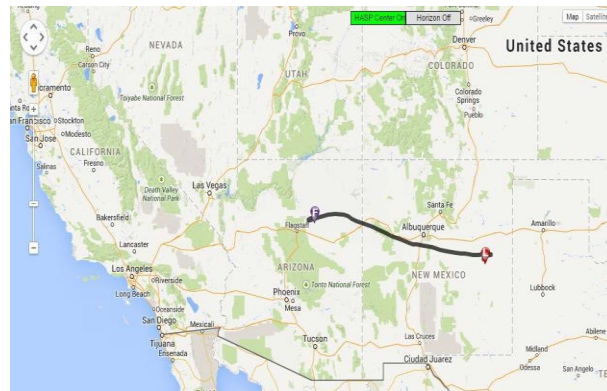 HASP Center On
Horizon Off
Map
Satellite
Greeley
Provo
Reno
Carson City
NEVADA
Denver
United States
COLORADO
UTAH
Colorado
Springs
Pueblo
Toiyabe National Forest
cramento
San Francisco
Stockton
Modesto
San Jose
CALIFORNIA
Fresno
Salinas
Death Valley
National Park
Las Vegas
Santa Fe
F
Bakersfield
Flagstaff
Albuquerque
Amarillo
L
Lancaster
Los Angeles
Riverside
Long Beach
ARIZONA
NEW MEXICO
Tonto National Forest
Phoenix
Mesa
Lubbock
Oceanside
San Diego
Mexicali
Tijuana
Ensenada
Tucson
Las Cruces
Abilene
Midland
Odessa
San Angelo
Ciudad Juarez